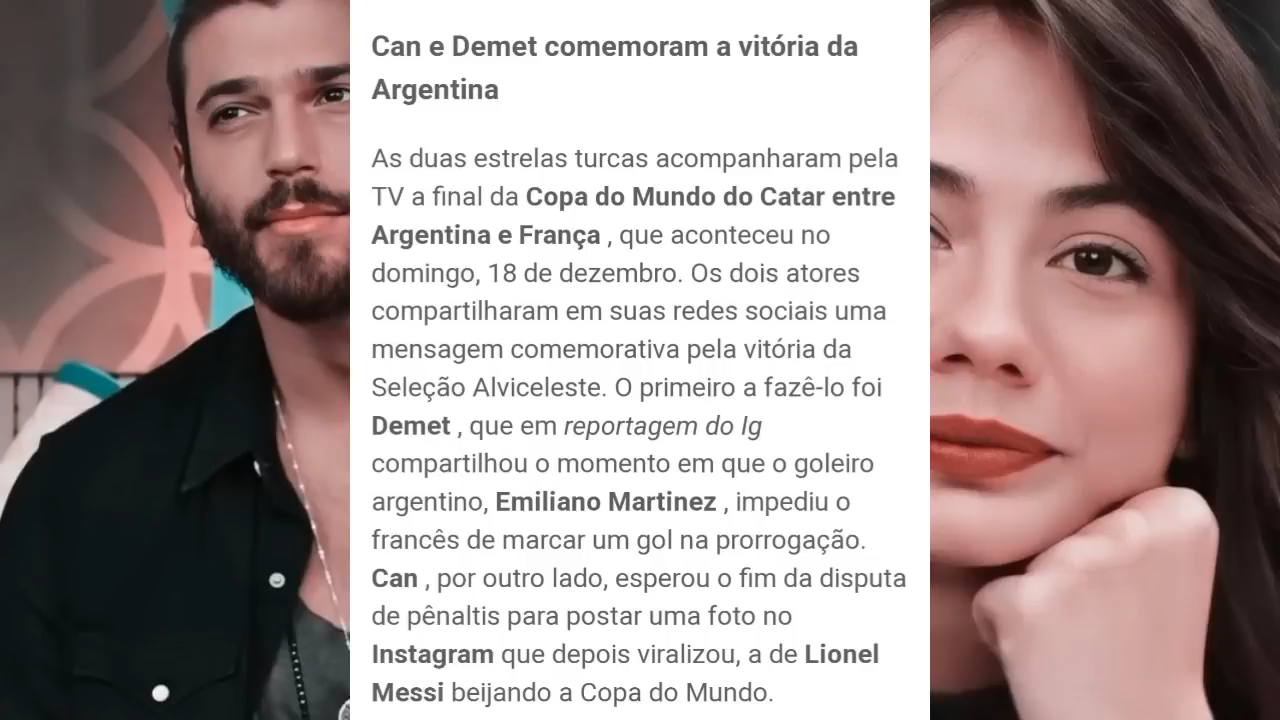 Can e Demet comemoram a vitória da
Argentina
As duas estrelas turcas acompanharam pela
TV a final da Copa do Mundo do Catar entre
Argentina e França , que aconteceu no
domingo, 18 de dezembro. Os dois atores
compartilharam em suas redes sociais uma
mensagem comemorativa pela vitória da
Seleção Alviceleste. O primeiro a fazê-lo foi
Demet , que em reportagem do Ig
compartilhou o momento em que o goleiro
argentino, Emiliano Martinez , impediu o
francês de marcar um gol na prorrogação.
Can , por outro lado, esperou o fim da disputa
de pênaltis para postar uma foto no
Instagram que depois viralizou, a de Lionel
Messi beijando a Copa do Mundo.